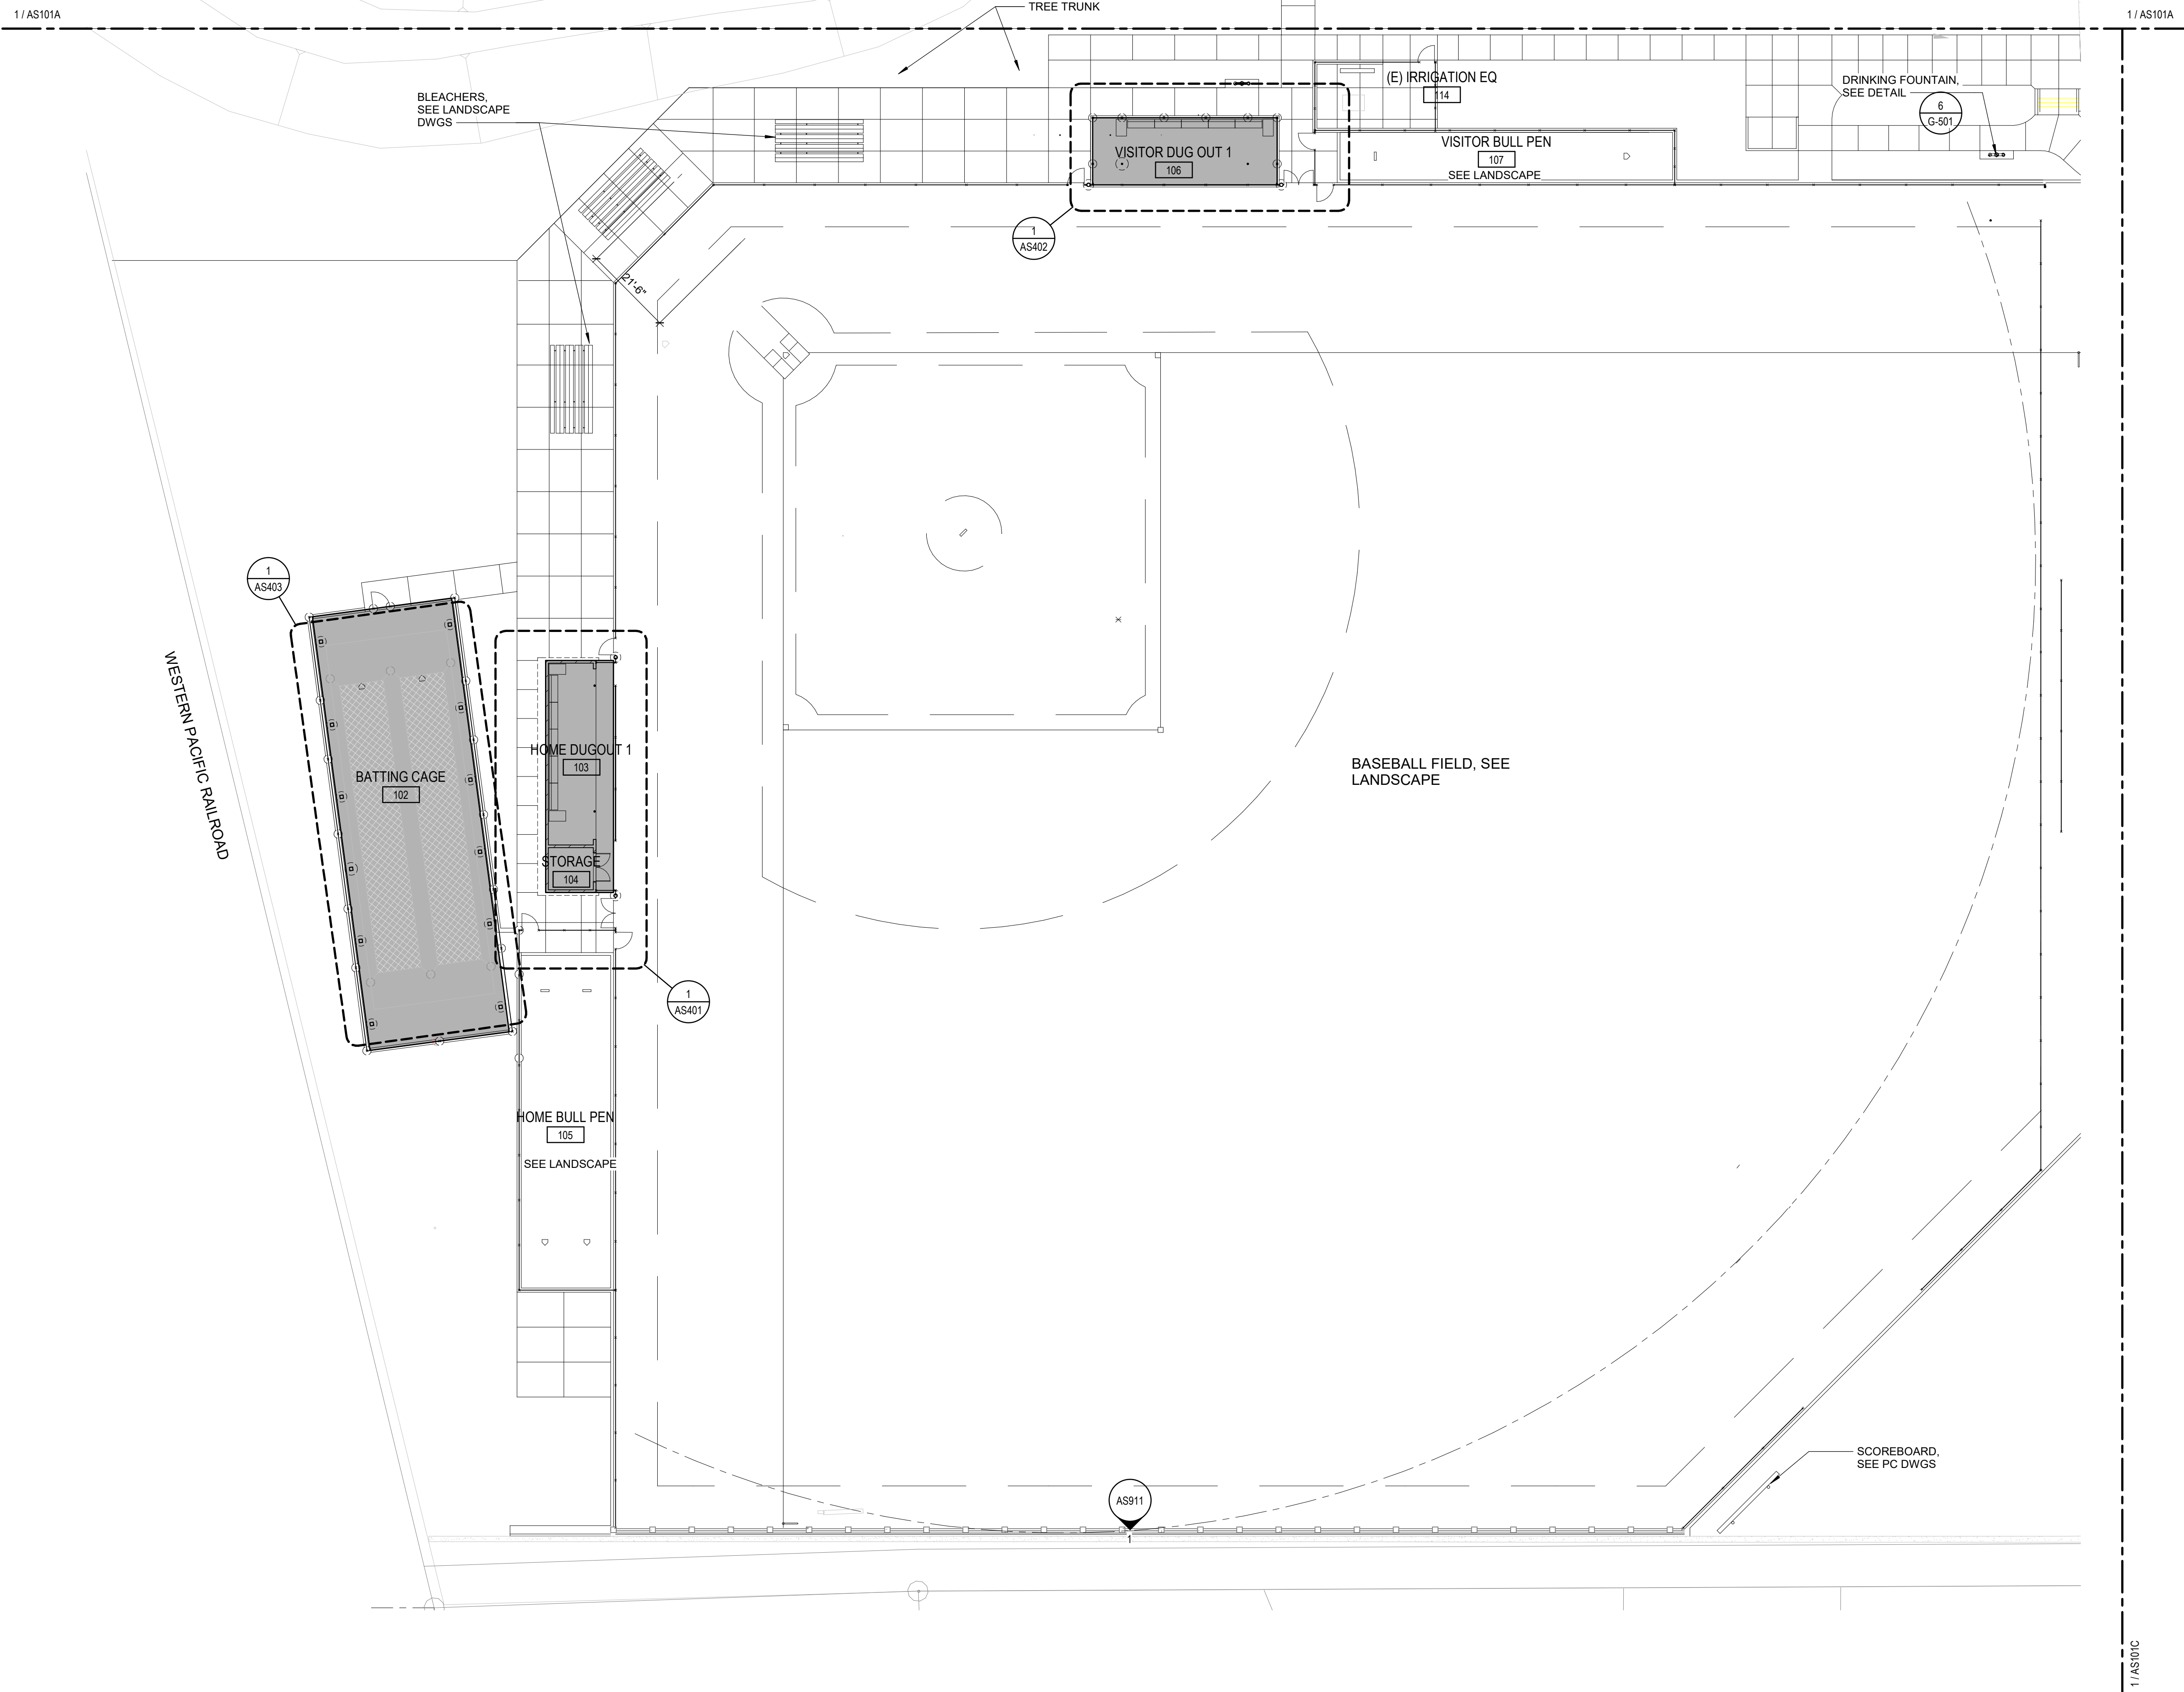 1 / AS101A
TREE TRUNK
1 / AS101A
(E) IRRIGATION EQ
114
DRINKING FOUNTAIN,
SEE DETAIL
6
G-501
BLEACHERS,
SEE LANDSCAPE
DWGS
VISITOR DUG OUT 1
106
VISITOR BULL PEN
107
SEE LANDSCAPE
1
AS402
21'-6"
1
AS403
WESTERN PACIFIC RAILROAD
HOME DUGOUT 1
103
BATTING CAGE
102
BASEBALL FIELD, SEE
LANDSCAPE
STORAGE
104
1
AS401
HOME BULL PEN
105
SEE LANDSCAPE
SCOREBOARD,
SEE PC DWGS
AS911
1
1 / AS101C